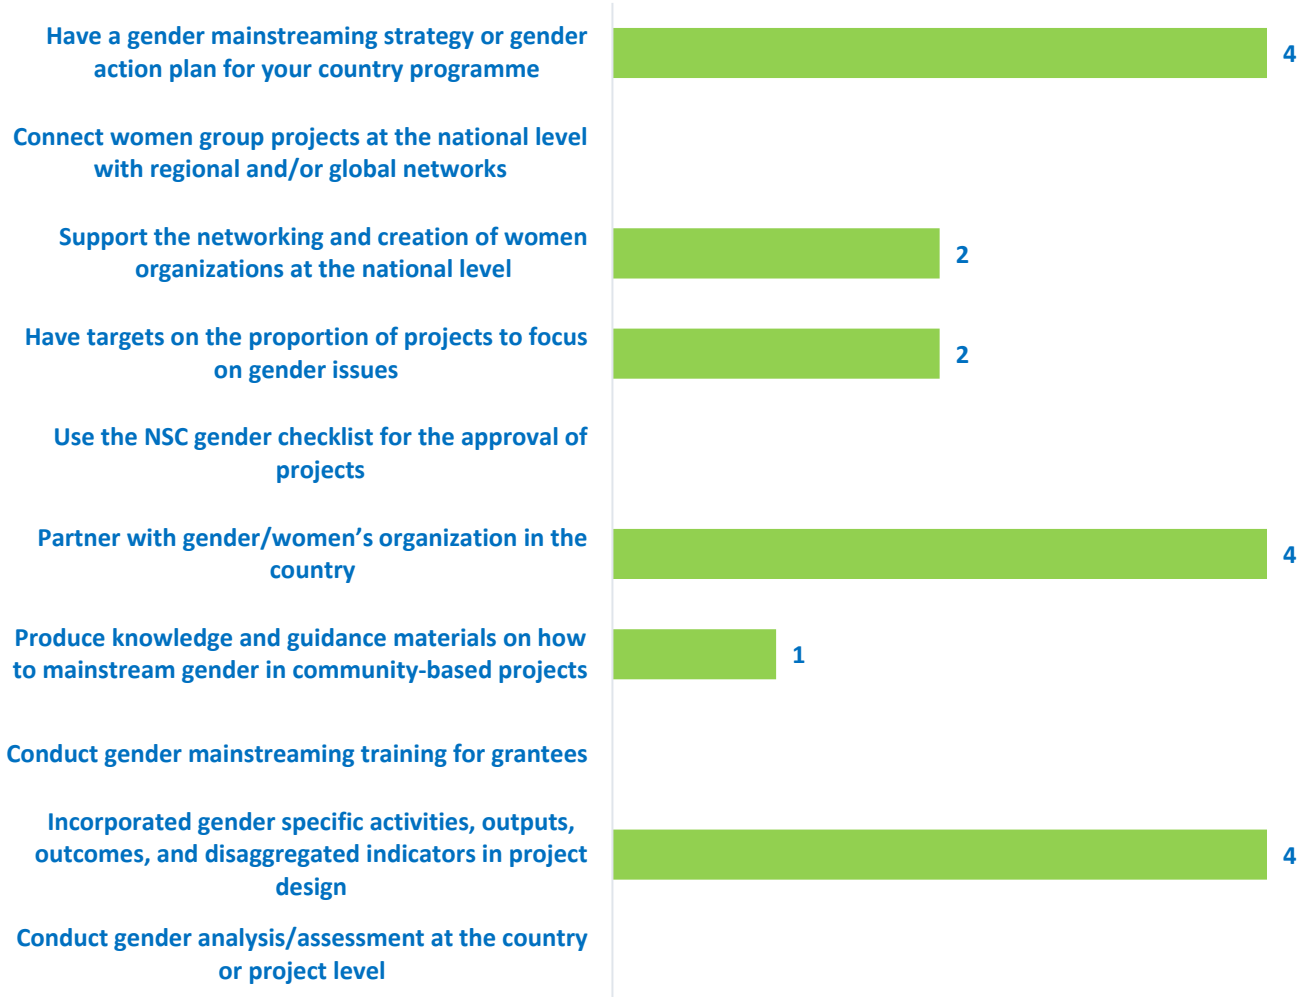 Have a gender mainstreaming strategy or gender
action plan for your country programme
4
Connect women group projects at the national level
with regional and/or global networks
Support the networking and creation of women
organizations at the national level
2
Have targets on the proportion of projects to focus
on gender issues
2
Use the NSC gender checklist for the approval of
projects
Partner with gender/women’s organization in the
country
4
Produce knowledge and guidance materials on how
to mainstream gender in community-based projects
1
Conduct gender mainstreaming training for grantees
Incorporated gender specific activities, outputs,
outcomes, and disaggregated indicators in project
design
4
Conduct gender analysis/assessment at the country
or project level